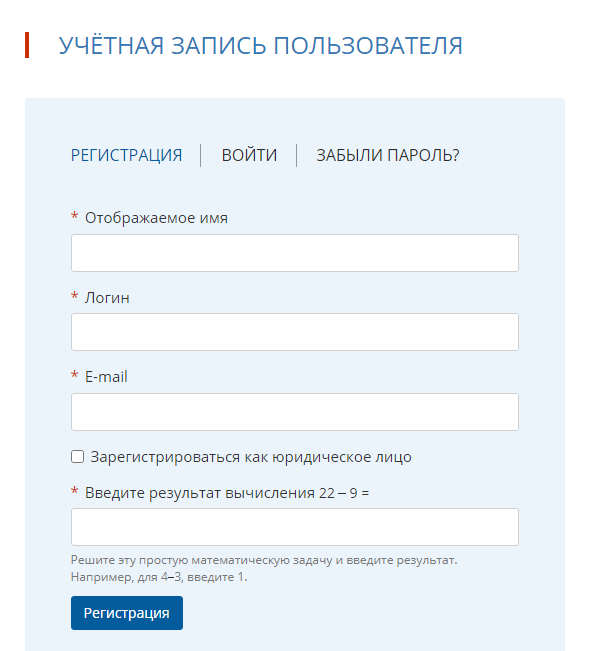 УЧЁТНАЯ ЗАПИСЬ ПОЛЬЗОВАТЕЛЯ
РЕГИСТРАЦИЯ ВОЙТИ ЗАБЫЛИ ПАРОЛЬ?
* Отображаемое имя
* Логин
* E-mail
Зарегистрироваться как юридическое лицо
* Введите результат вычисления 22 – 9 =
Решите эту простую математическую задачу и введите результат.
Например, для 4–3, введите 1.
Регистрация